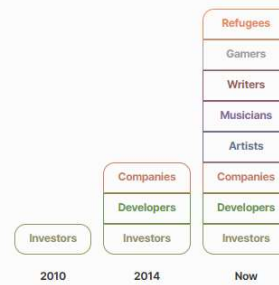 Refugees
Gamers
Writers
Musicians
Artists
Companies
Companies
Developers
Developers
Investors
Investors
Investors
2010
2014
Now